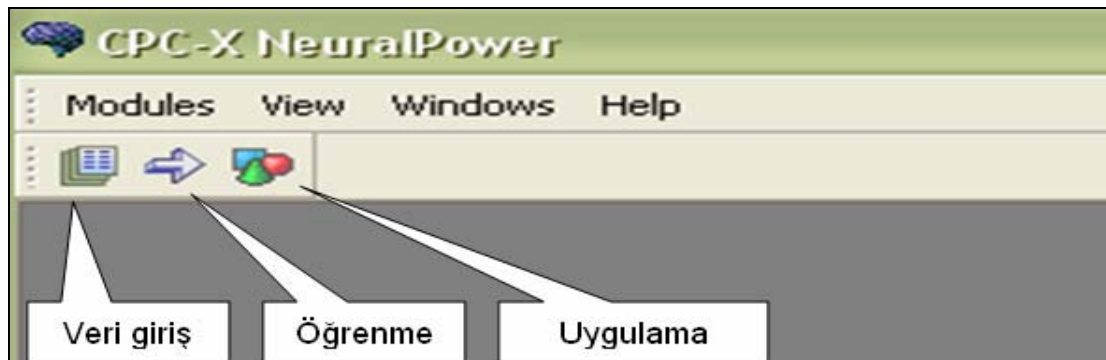 CPC-X NeuralPower
Modules View Windows Help
Veri giriş Öğrenme Uygulama